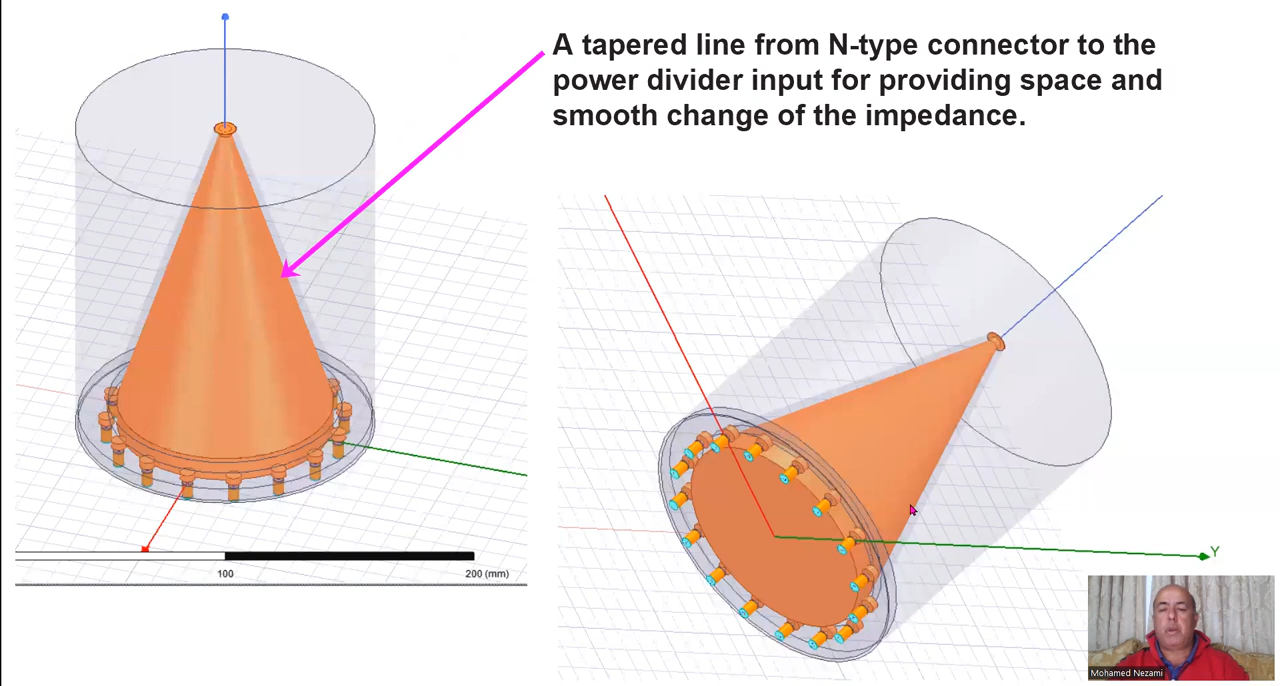 A tapered line from N-type connector to the
power divider input for providing space and
smooth change of the impedance.
100
200 (mm)
Y
Mohamed Nezami